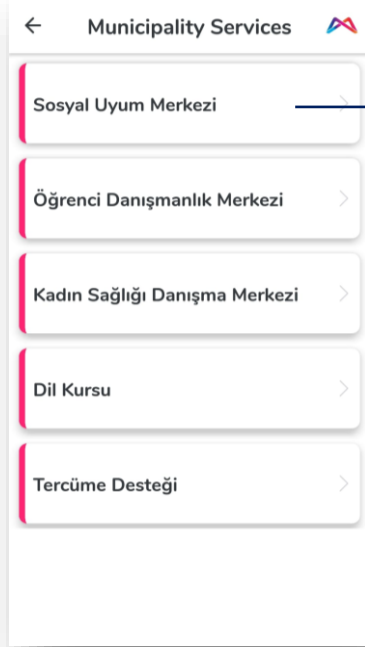 Municipality Services
Sosyal Uyum Merkezi
Öğrenci Danışmanlık Merkezi
Kadın Sağlığı Danışma Merkezi
Dil Kursu
Tercüme Desteği